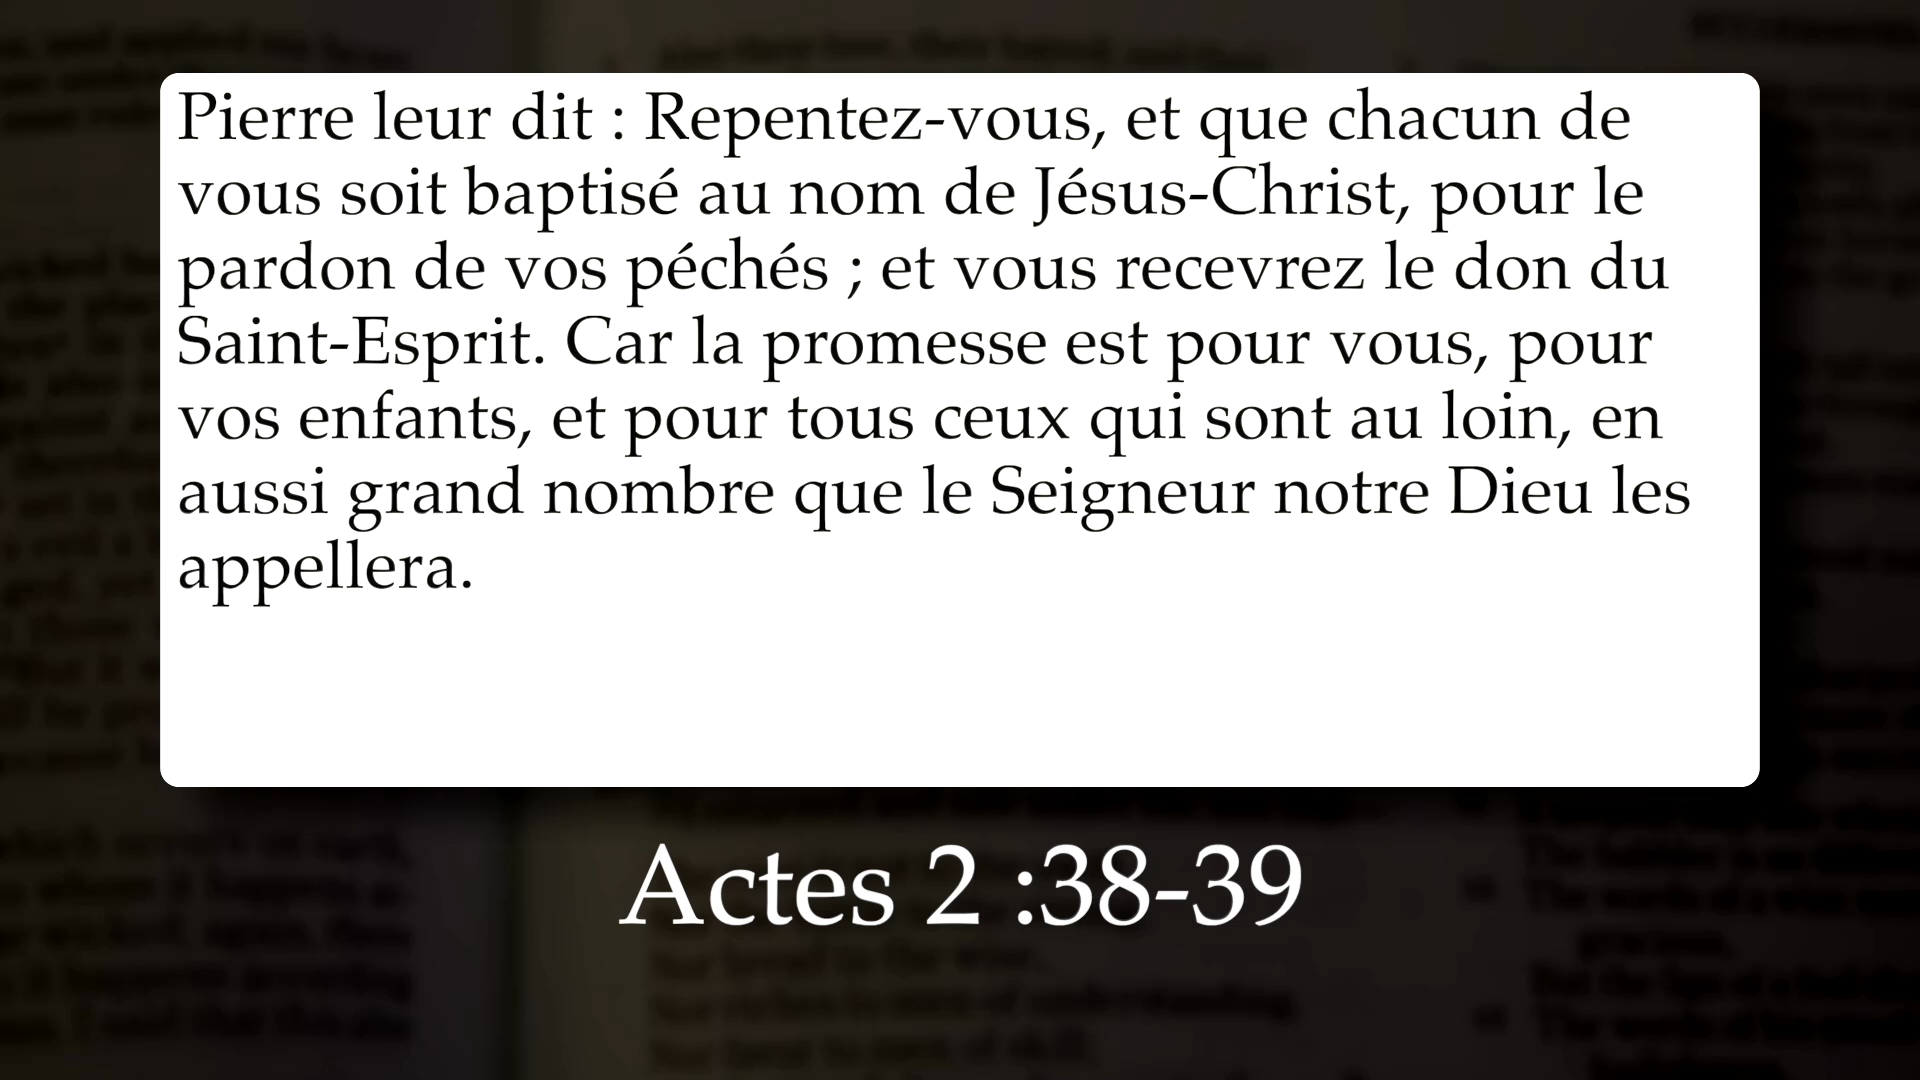 Pierre leur dit : Repentez-vous, et que chacun de
vous soit baptisé au nom de Jésus-Christ, pour le
pardon de vos péchés ; et vous recevrez le don du
Saint-Esprit. Car la promesse est pour vous, pour
vos enfants, et pour tous ceux qui sont au loin, en
aussi grand nombre que le Seigneur notre Dieu les
appellera.
Actes 2 :38-39